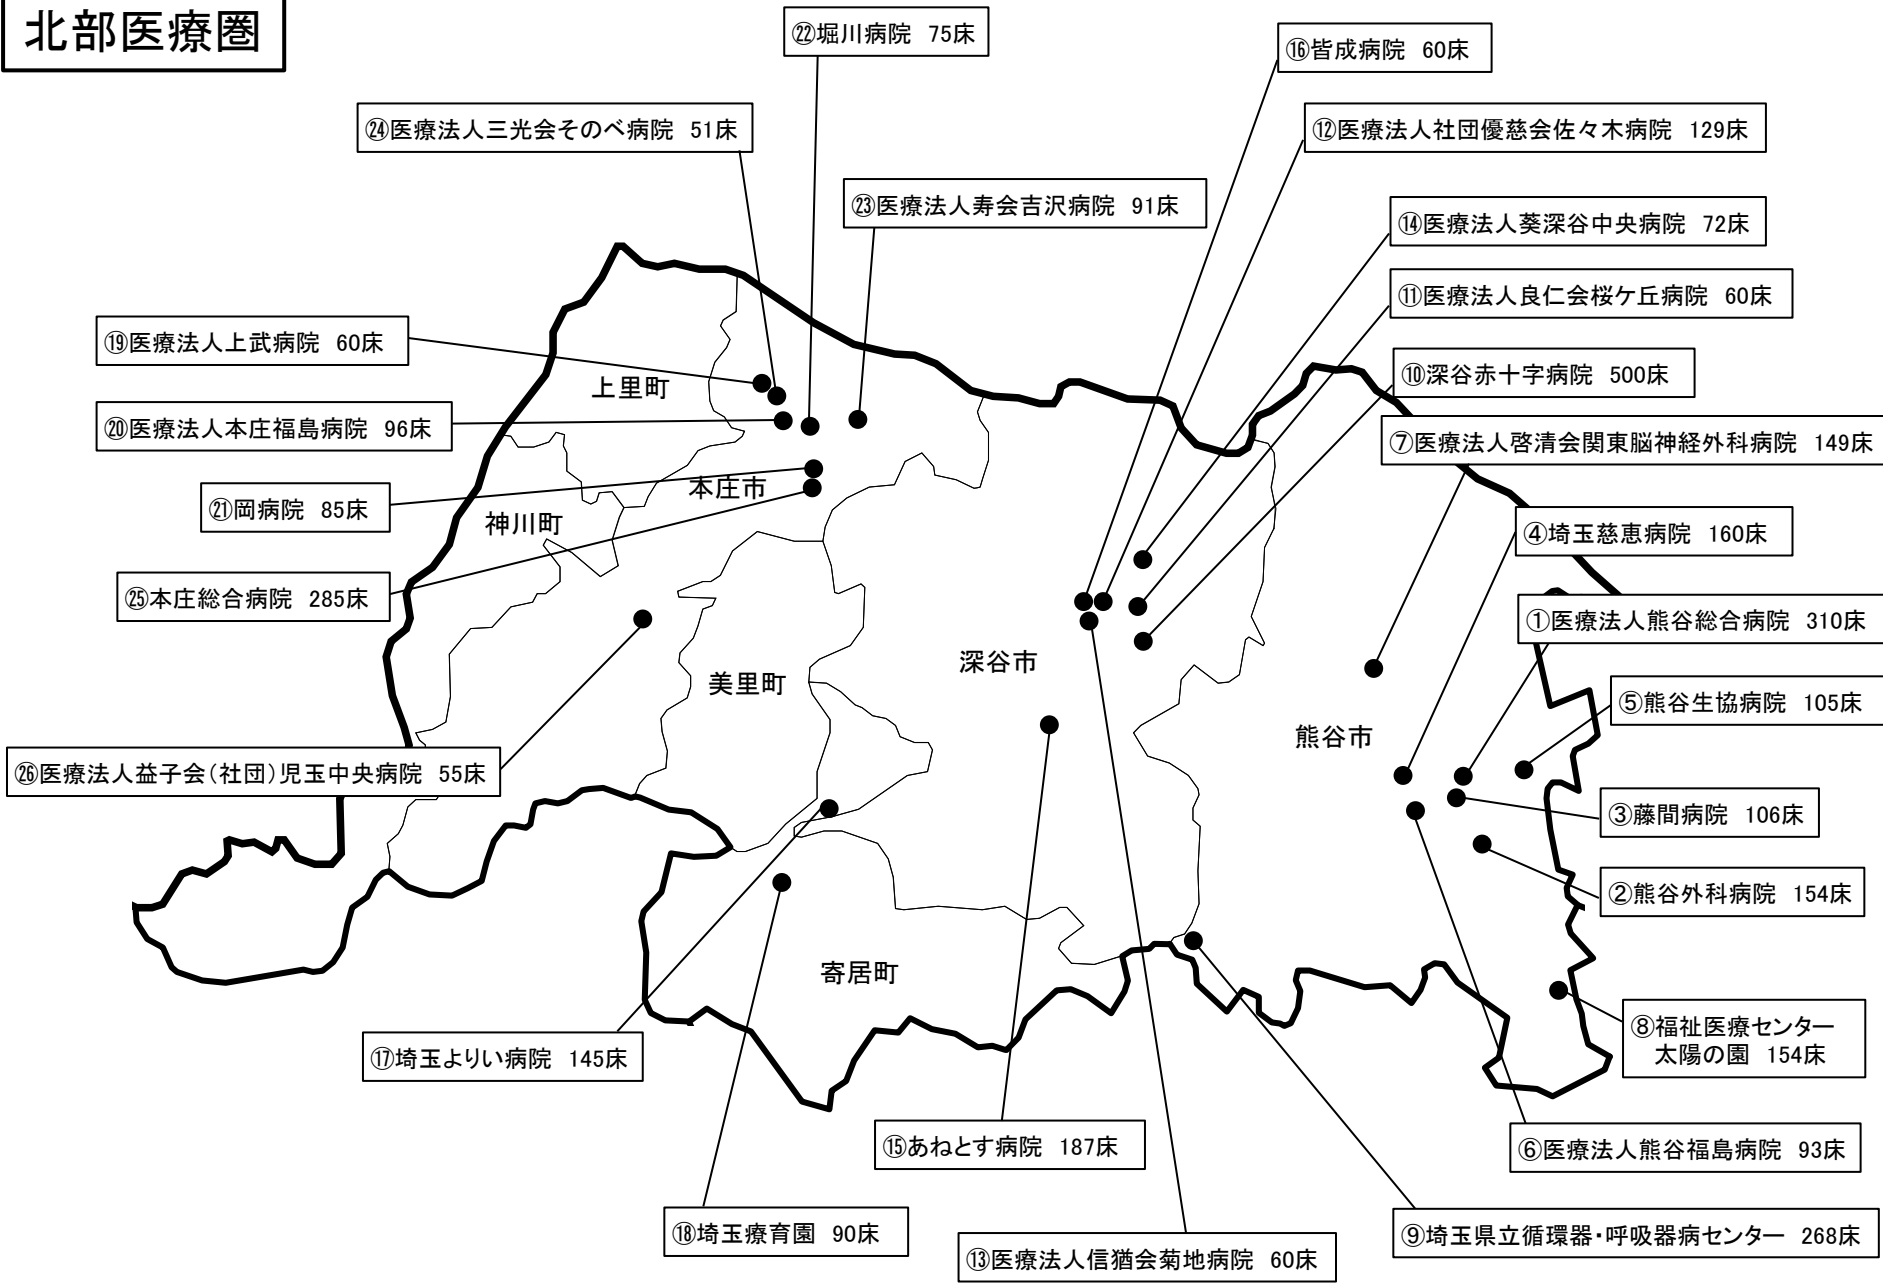 北部医療圏
㉒堀川病院 75床
⑯皆成病院 60床
㉔医療法人三光会そのべ病院 51床
⑫医療法人社団優慈会佐々木病院 129床
㉓医療法人寿会吉沢病院 91床
⑭医療法人葵深谷中央病院 72床
⑪医療法人良仁会桜ケ丘病院 60床
⑲医療法人上武病院 60床
⑩深谷赤十字病院 500床
上里町
⑳医療法人本庄福島病院 96床
⑦医療法人啓清会関東脳神経外科病院 149床
本庄市
㉑岡病院 85床
神川町
④埼玉慈恵病院 160床
㉕本庄総合病院 285床
①医療法人熊谷総合病院 310床
深谷市
美里町
⑤熊谷生協病院 105床
熊谷市
㉖医療法人益子会(社団)児玉中央病院 55床
③藤間病院 106床
②熊谷外科病院 154床
寄居町
⑧福祉医療センター
太陽の園 154床
⑰埼玉よりい病院 145床
⑮あねとす病院 187床
⑥医療法人熊谷福島病院 93床
⑱埼玉療育園 90床
⑨埼玉県立循環器・呼吸器病センター 268床
⑬医療法人信猶会菊地病院 60床